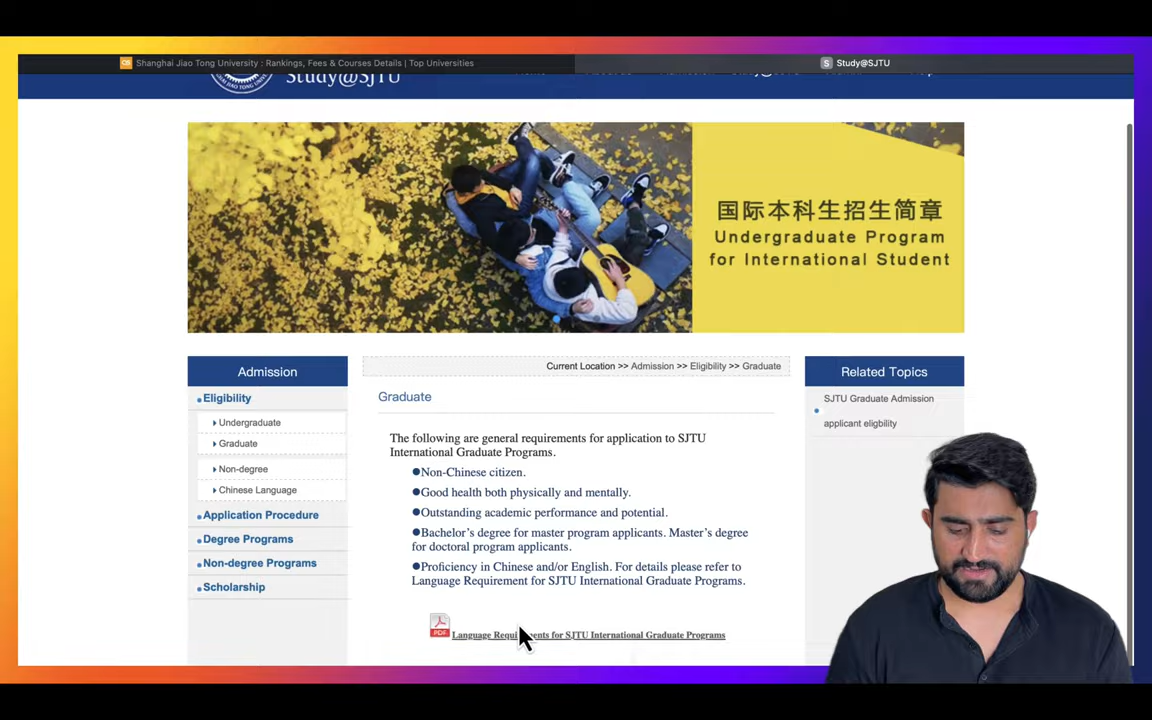 QS Shanghai Jiao Tong University : Rankings, Fees & Courses Details | Top Universities
S Study@SJTU
Study@SJTU
国际本科生招生简章
Undergraduate Program
for International Student
Admission
Eligibility
Undergraduate
Graduate
Non-degree
Chinese Language
Application Procedure
Degree Programs
Non-degree Programs
Scholarship
Current Location >> Admission >> Eligibility >> Graduate
Graduate
The following are general requirements for application to SJTU
International Graduate Programs.
●Non-Chinese citizen.
●Good health both physically and mentally.
●Outstanding academic performance and potential.
●Bachelor’s degree for master program applicants. Master’s degree
for doctoral program applicants.
●Proficiency in Chinese and/or English. For details please refer to
Language Requirement for SJTU International Graduate Programs.
PDF
Language Requirements for SJTU International Graduate Programs
Related Topics
SJTU Graduate Admission
applicant eligbility